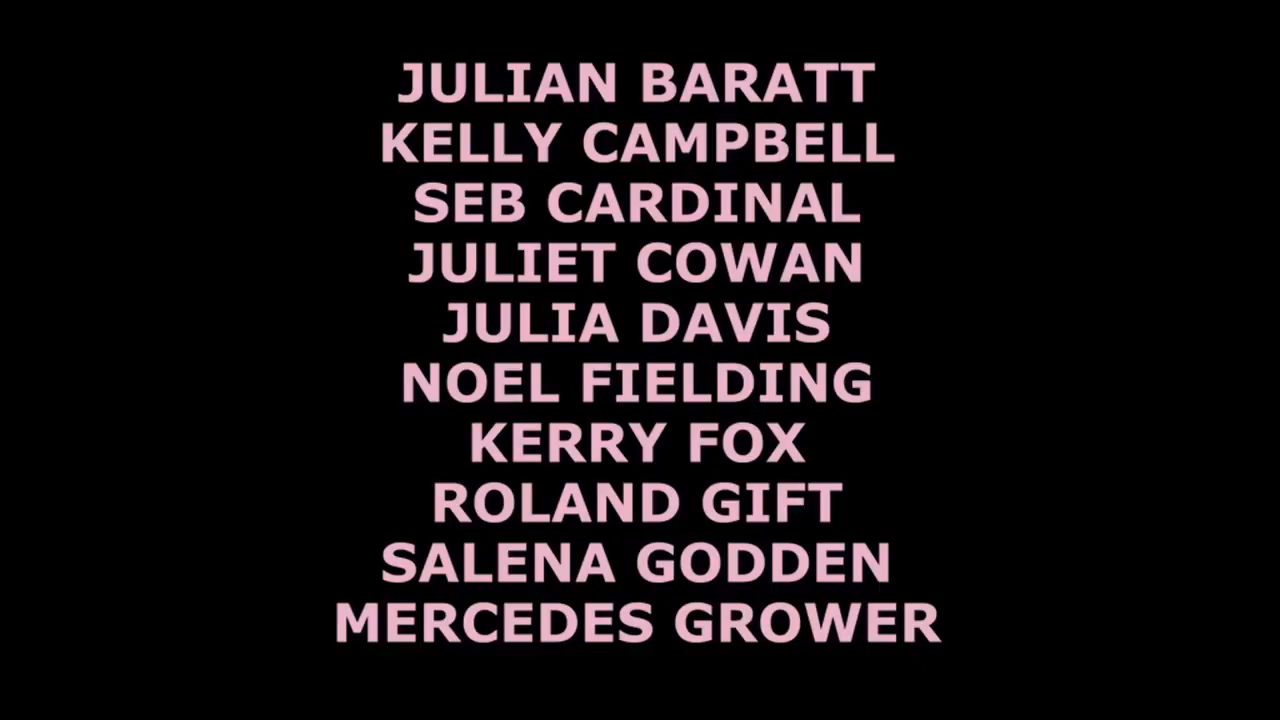 JULIAN BARATT
KELLY CAMPBELL
SEB CARDINAL
JULIET COWAN
JULIA DAVIS
NOEL FIELDING
KERRY FOX
ROLAND GIFT
SALENA GODDEN
MERCEDES GROWER